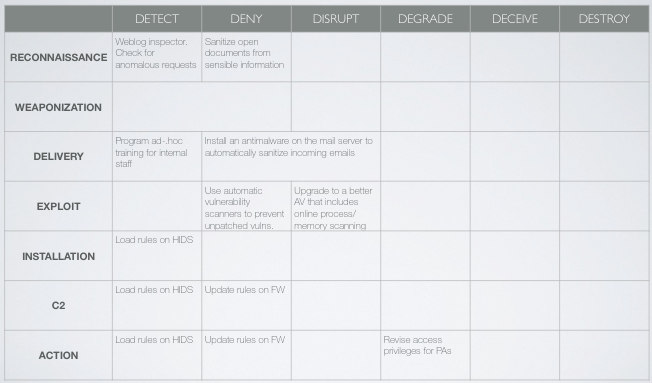 DETECT DENY DISRUPT DEGRADE DECEIVE DESTROY
RECONNAISSANCE
Weblog inspector.
Check for
anomalous requests
Sanitize open
documents from
sensible information
WEAPONIZATION
DELIVERY
Program ad-.hoc
training for internal
staff
Install an antimalware on the mail server to
automatically sanitize incoming emails
EXPLOIT
Use automatic
vulnerability
scanners to prevent
unpatched vulns.
Upgrade to a better
AV that includes
online process/
memory scanning
INSTALLATION
Load rules on HIDS
C2
Load rules on HIDS
Update rules on FW
ACTION
Load rules on HIDS
Update rules on FW
Revise access
privileges for PAs